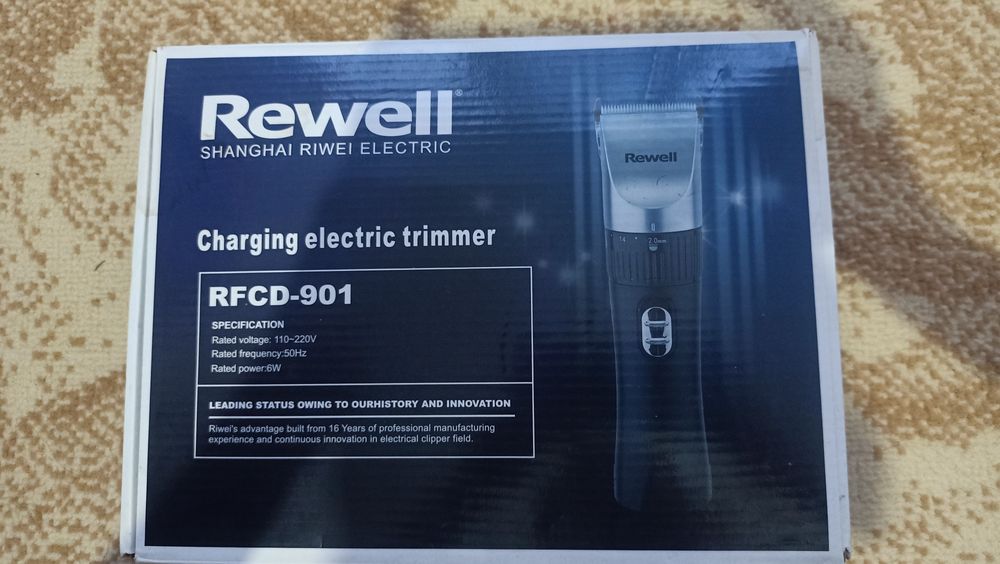 Rewell®
SHANGHAI RIWEI ELECTRIC
Charging electric trimmer
RFCD-901
SPECIFICATION
Rated voltage: 110~220V
Rated frequency:50Hz
Rated power:6W
LEADING STATUS OWING TO OURHISTORY AND INNOVATION
Riwei's advantage built from 16 Years of professional manufacturing
experience and continuous innovation in electrical clipper field.
Rewell
2.0mm